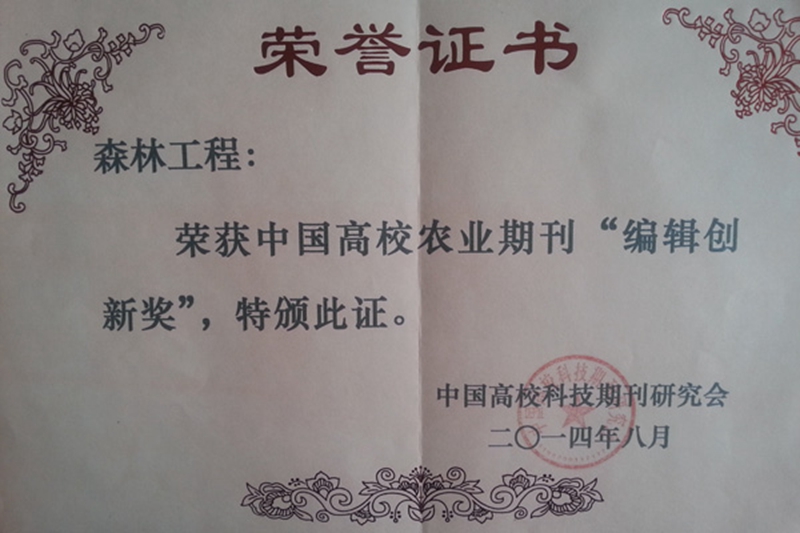 荣誉证书
森林工程：
荣获中国高校农业期刊“编辑创
新奖”，特颁此证。
中国高校科技期刊研究会
二〇一四年八月